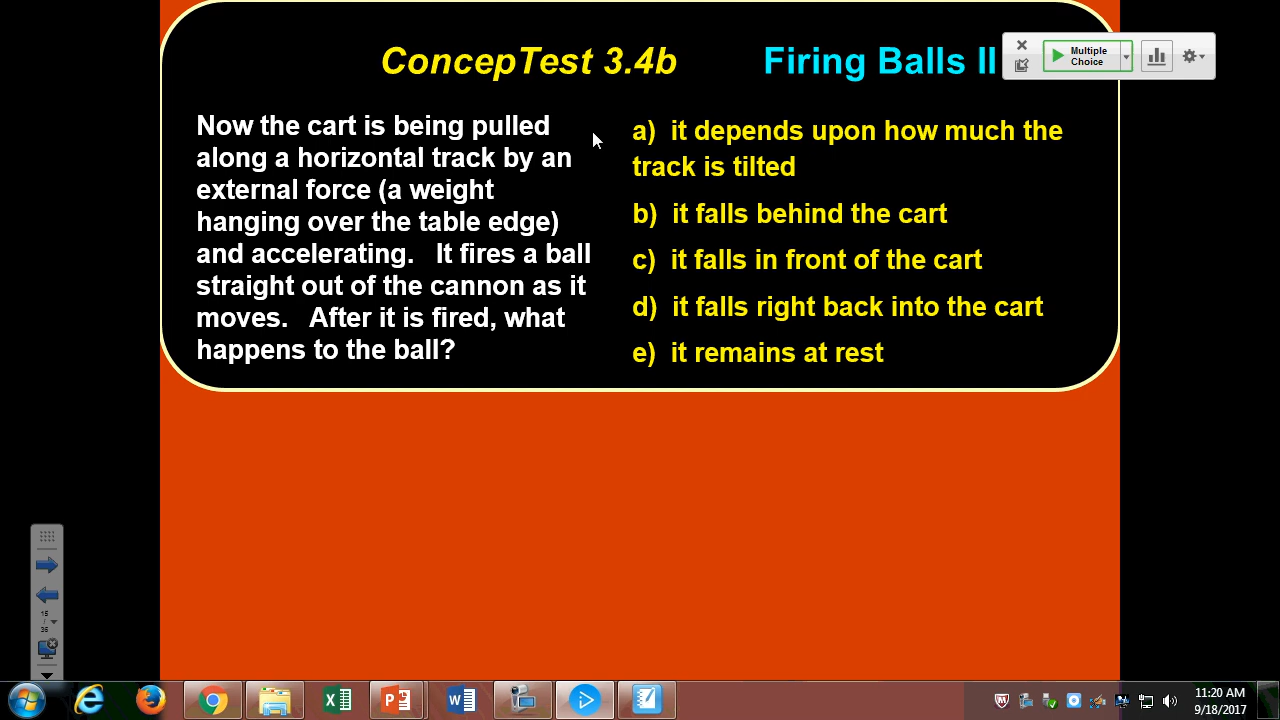 ConcepTest 3.4b Firing Balls II
Multiple
Choice
Now the cart is being pulled
along a horizontal track by an
external force (a weight
hanging over the table edge)
and accelerating. It fires a ball
straight out of the cannon as it
moves. After it is fired, what
happens to the ball?
a) it depends upon how much the
track is tilted
b) it falls behind the cart
c) it falls in front of the cart
d) it falls right back into the cart
e) it remains at rest
15
/
35
11:20 AM
9/18/2017